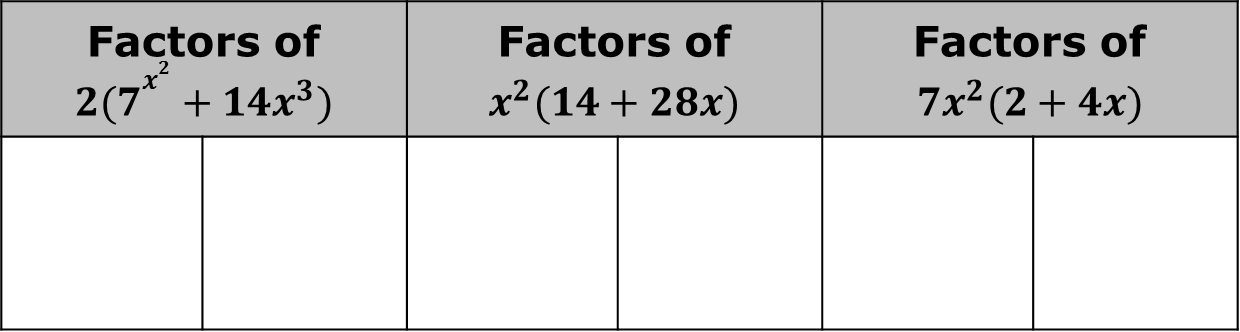 Factors of
2(7^{x^2} + 14x^3)
Factors of
x^2(14 + 28x)
Factors of
7x^2(2 + 4x)